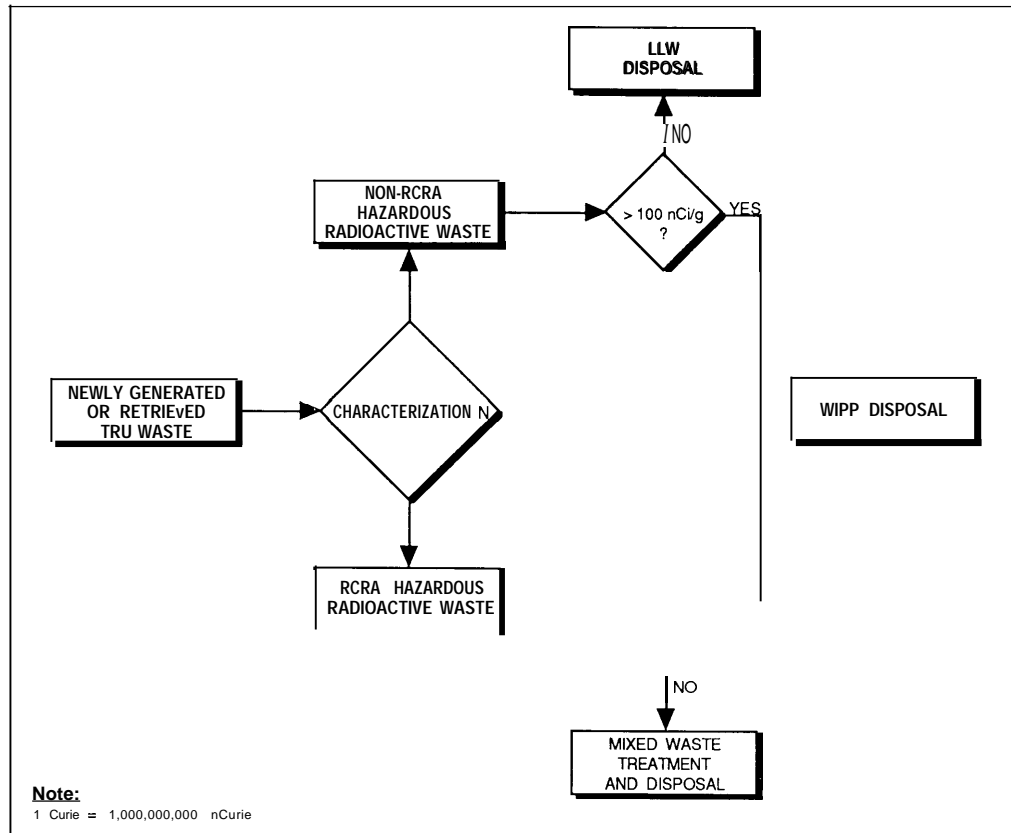 LLW
DISPOSAL
NO
NON-RCRA
HAZARDOUS
RADIOACTIVE WASTE
> 100 nCi/g
?
YES
NEWLY GENERATED
OR RETRIEvED
TRU WASTE
CHARACTERIZATION N
WIPP DISPOSAL
RCRA HAZARDOUS
RADIOACTIVE WASTE
NO
MIXED WASTE
TREATMENT
AND DISPOSAL
Note:
1 Curie = 1,000,000,000 nCurie